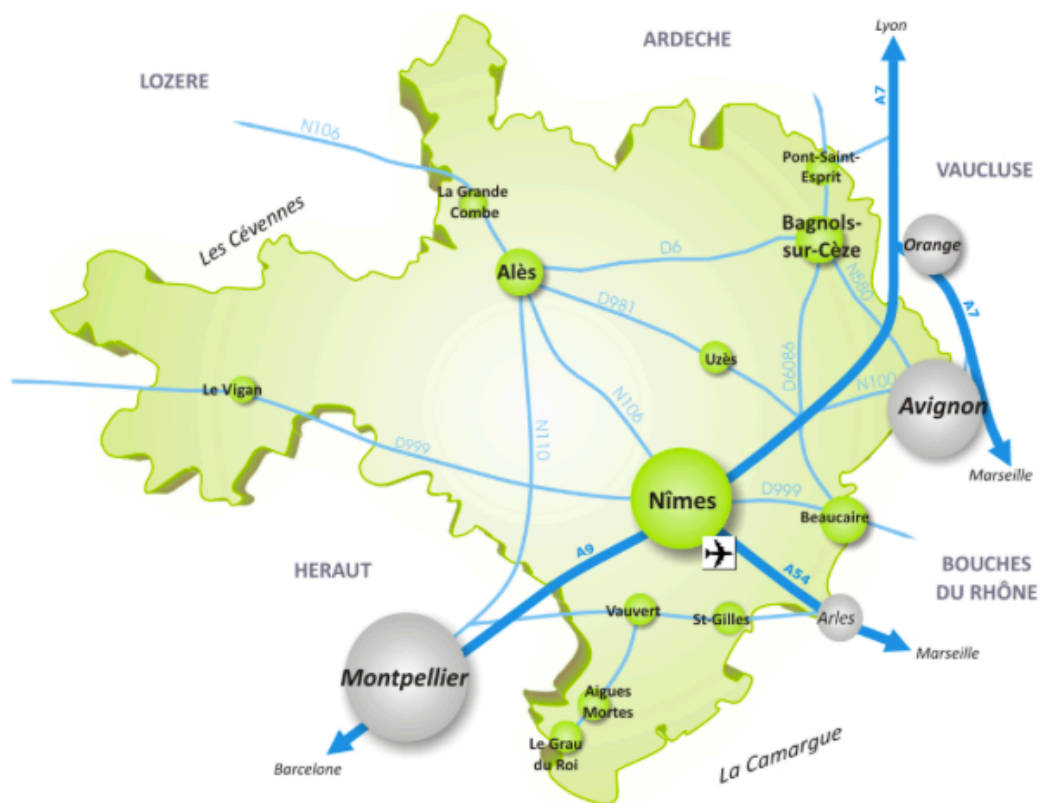 Lyon
ARDECHE
LOZERE
A7
N106
Pont-Saint-
Esprit
VAUCLUSE
La Grande
Combe
Les Cévennes
Bagnols-
sur-Cèze
Orange
D6
Alès
N580
D981
A7
Uzès
D6086
N100
Le Vigan
Avignon
N106
N110
D999
Marseille
Nîmes
D999
Beaucaire
A9
HERAUT
A54
BOUCHES
DU RHÔNE
Vauvert
St-Gilles
Arles
Marseille
Montpellier
Aigues
Mortes
Le Grau
du Roi
La Camargue
Barcelone